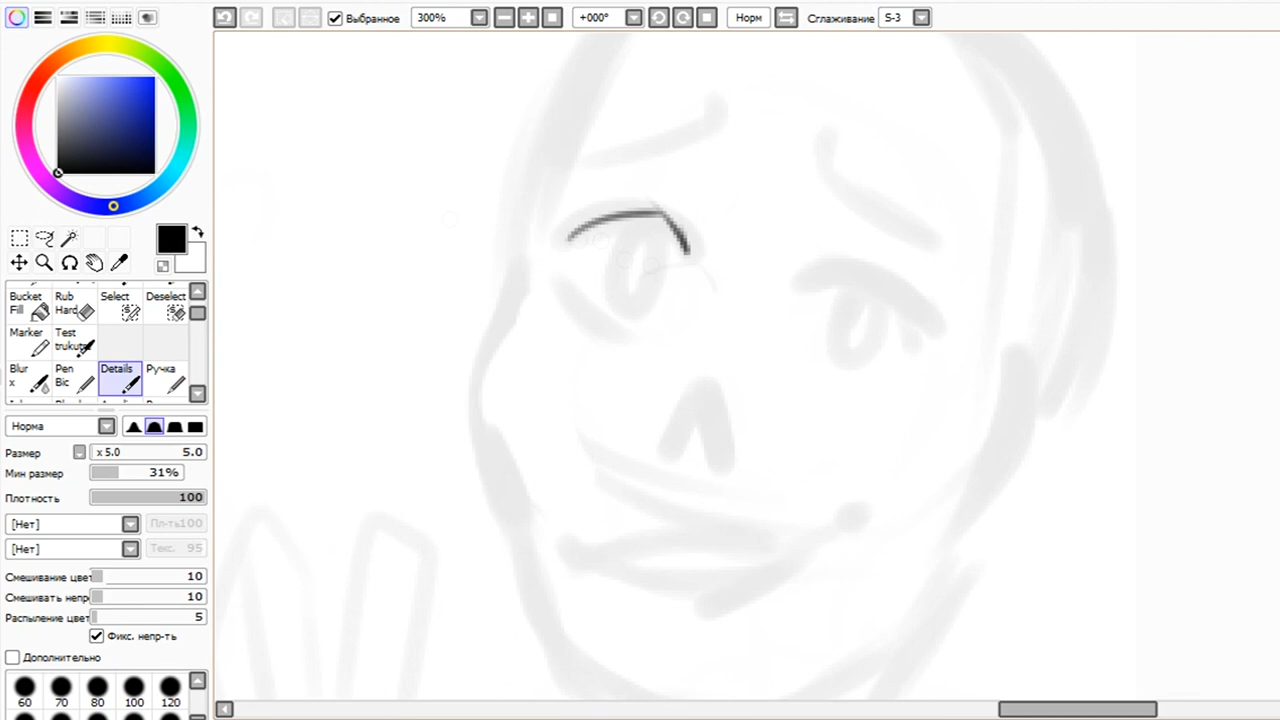 Выбранное 300% +000° Норм Сглаживание S-3
Bucket Fill Rub Hard Select Deselect
Marker Test
Blur x Pen Bic Details Ручка
Норма
Размер x 5.0 5.0
Мин размер 31%
Плотность 100
[Нет] Пл-ть100
[Нет] Текс. 95
Смешивание цвет 10
Смешивать непр 10
Распыление цвет 5
Фикс. непр-ть
Дополнительно
60 70 80 100 120